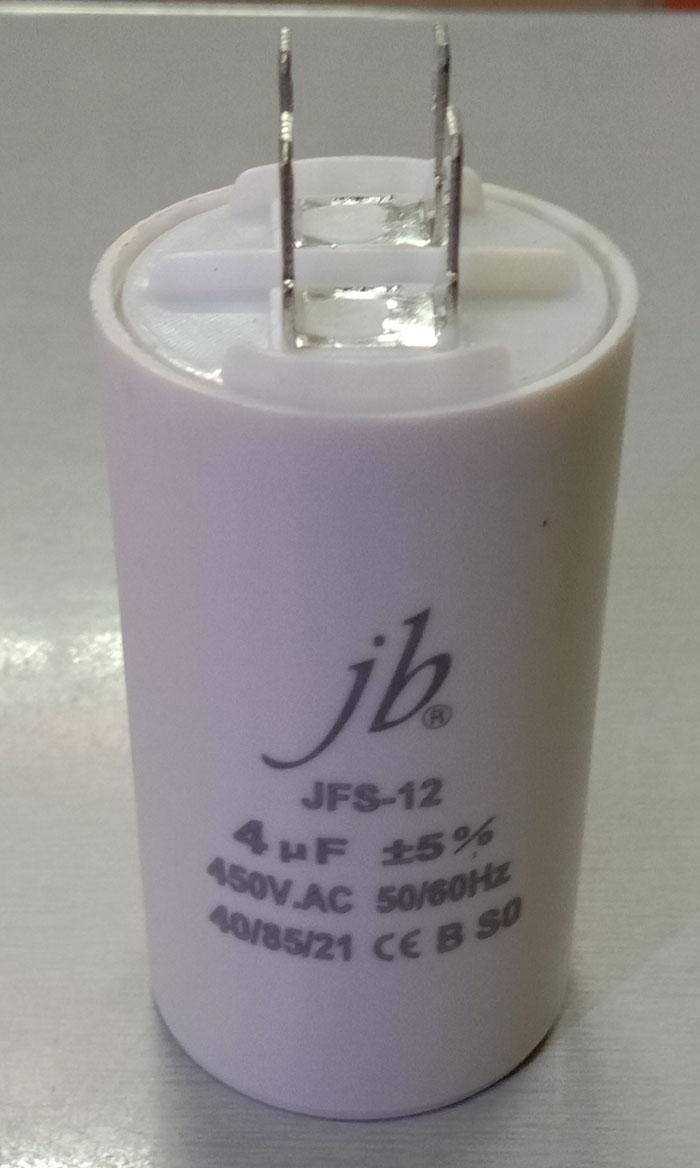 jb®
JFS-12
4 µF ±5%
450V.AC 50/60Hz
40/85/21 CE B S0